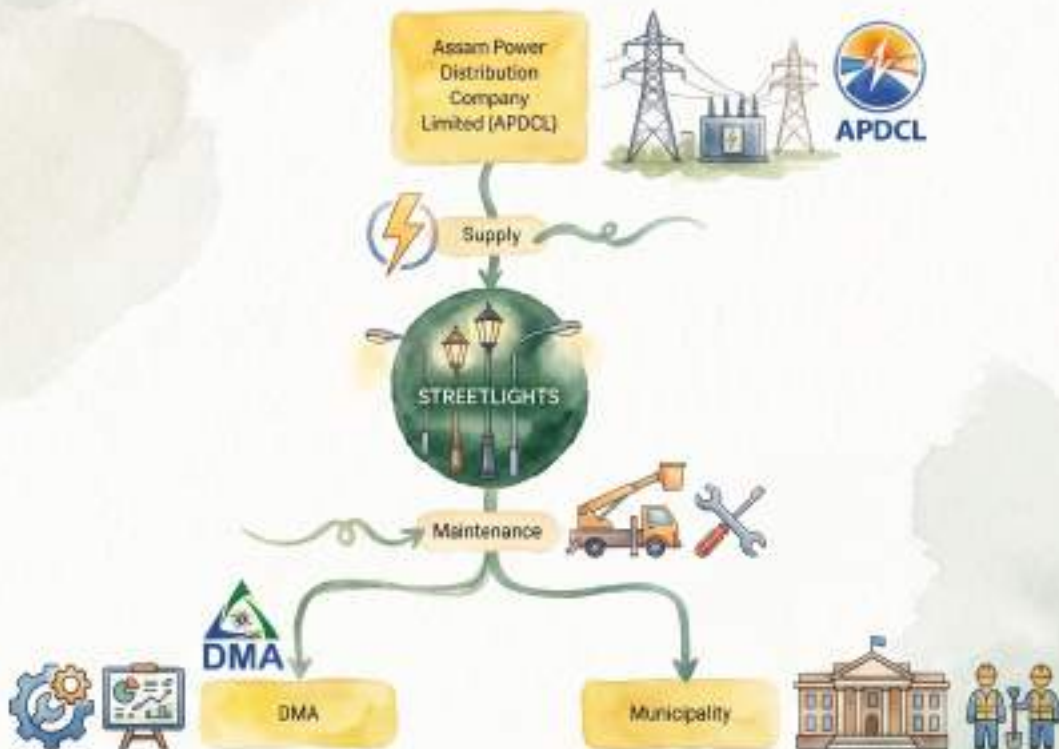 Assam Power
Distribution
Company
Limited (APDCL)
APDCL
Supply
STREETLIGHTS
Maintenance
DMA
DMA
Municipality